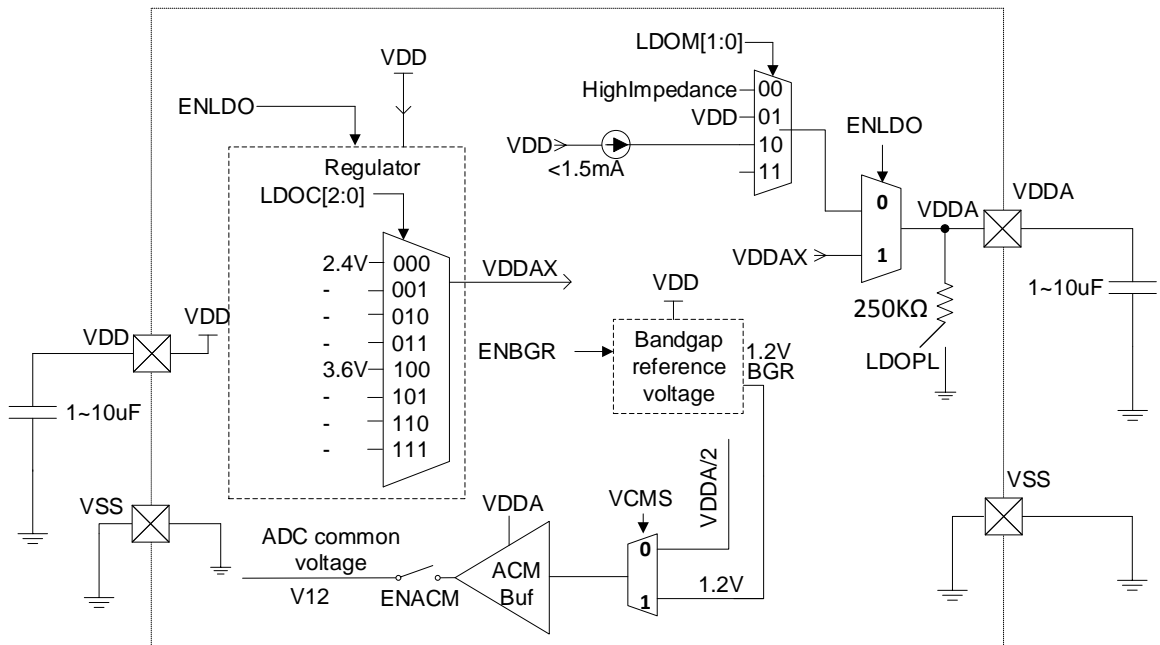 LDOM[1:0]
VDD
HighImpedance
00
ENLDO
VDD
01
ENLDO
VDD
10
<1.5mA
11
Regulator
LDOC[2:0]
0
VDDA
VDDA
VDDAX
1
2.4V
000
VDDAX
-
001
-
010
-
011
3.6V
100
-
101
-
110
-
111
VDD
VDD
1~10uF
VDD
ENBGR
Bandgap
reference
voltage
1.2V
BGR
250KΩ
LDOPL
1~10uF
VSS
VSS
VDDA
VCMS
VDDA/2
ADC common
voltage
V12
ENACM
ACM
Buf
0
1
1.2V